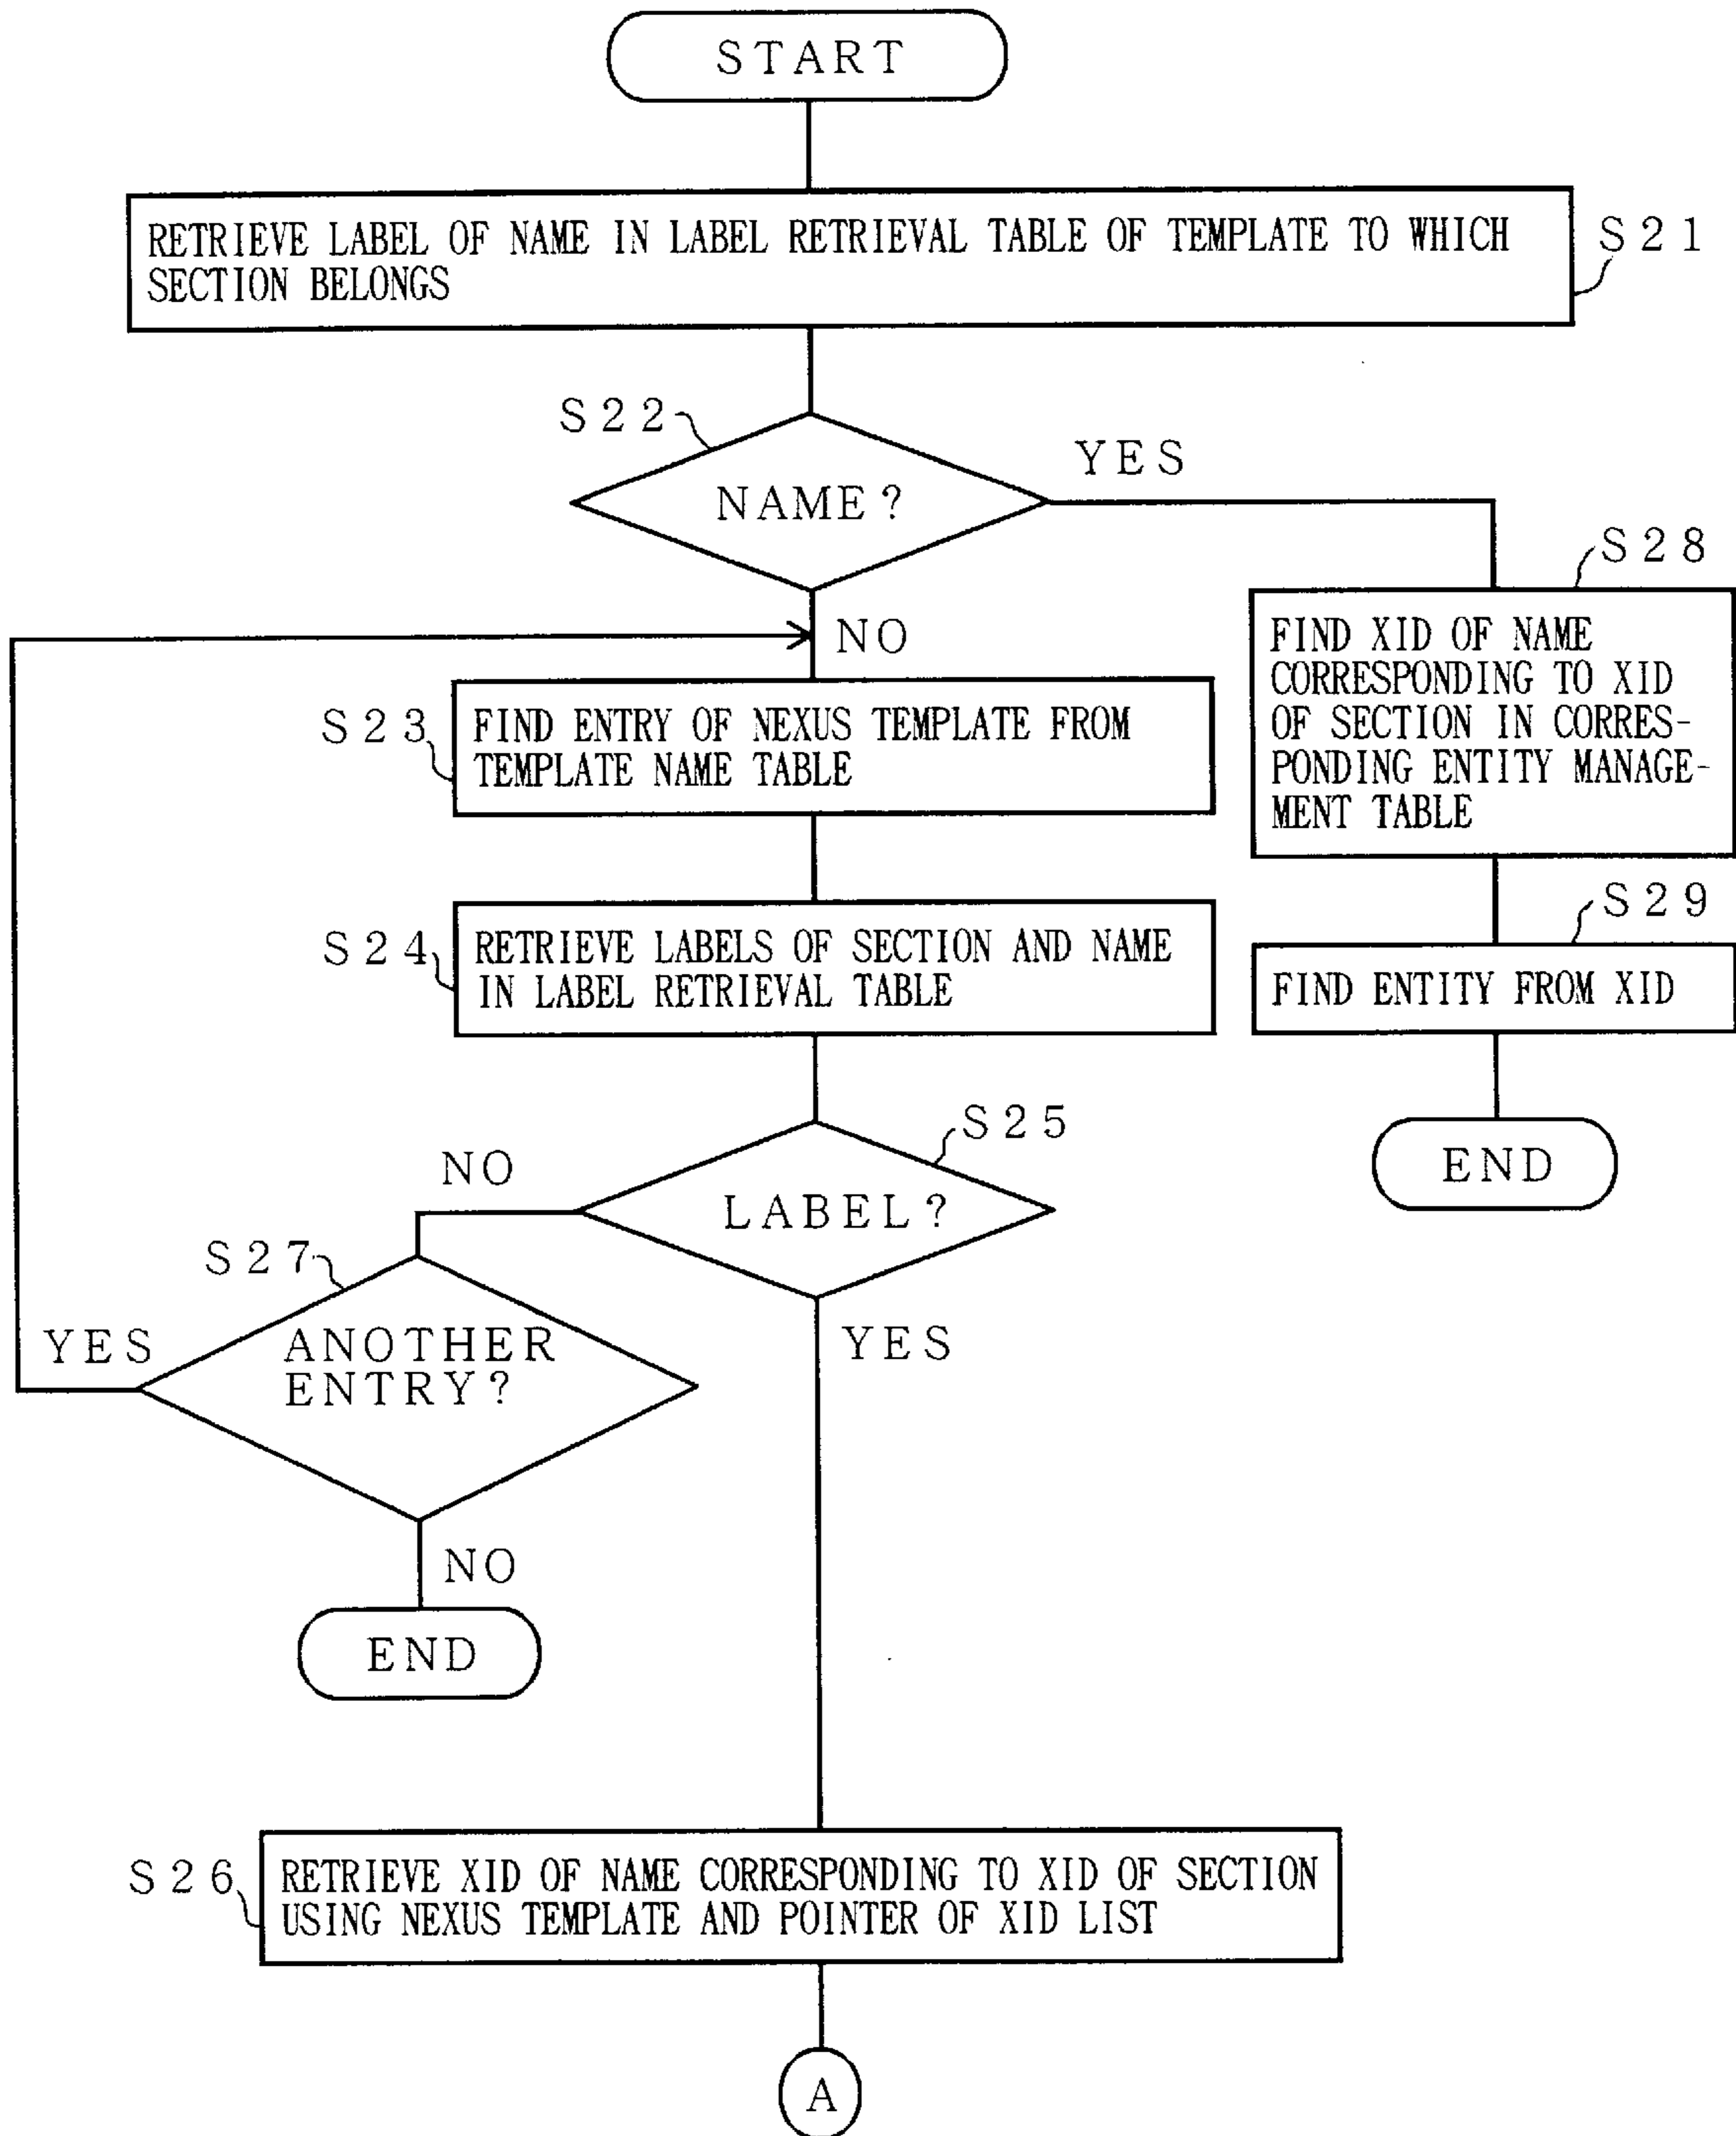 START
RETRIEVE LABEL OF NAME IN LABEL RETRIEVAL TABLE OF TEMPLATE TO WHICH
SECTION BELONGS
S21
S22
NAME?
YES
NO
S28
FIND XID OF NAME
CORRESPONDING TO XID
OF SECTION IN CORRES-
PONDING ENTITY MANAGE-
MENT TABLE
S23
FIND ENTRY OF NEXUS TEMPLATE FROM
TEMPLATE NAME TABLE
S29
FIND ENTITY FROM XID
END
S24
RETRIEVE LABELS OF SECTION AND NAME
IN LABEL RETRIEVAL TABLE
S25
LABEL?
NO
YES
S27
ANOTHER
ENTRY?
YES
NO
END
S26
RETRIEVE XID OF NAME CORRESPONDING TO XID OF SECTION
USING NEXUS TEMPLATE AND POINTER OF XID LIST
A